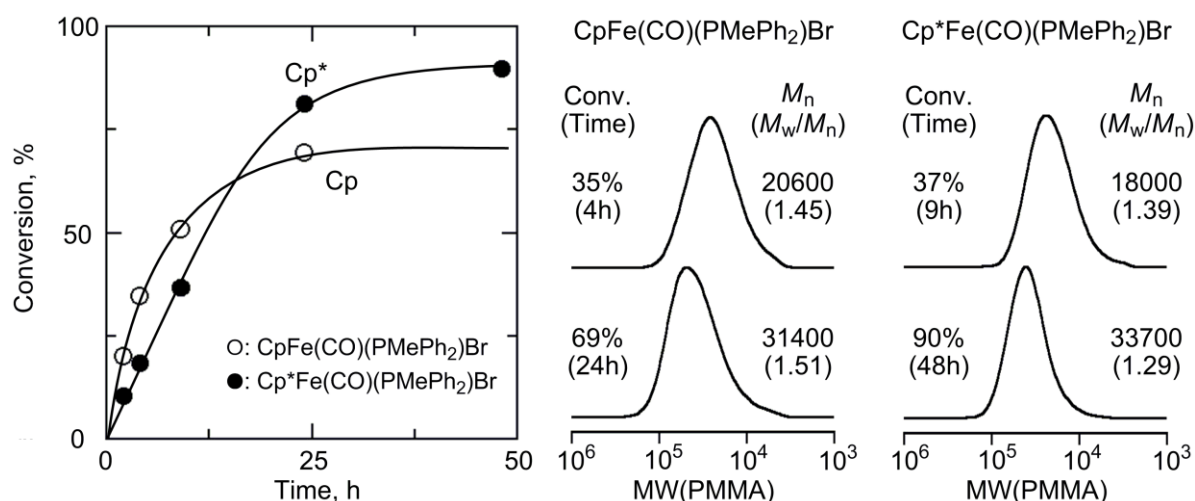 100
50
0
Conversion, %
Cp*
Cp
○: CpFe(CO)(PMePh₂)Br
●: Cp*Fe(CO)(PMePh₂)Br
0
25
50
Time, h
CpFe(CO)(PMePh₂)Br
Conv.
(Time)
Mn
(Mw/Mn)
35%
(4h)
20600
(1.45)
69%
(24h)
31400
(1.51)
10⁶
10⁵
10⁴
10³
MW(PMMA)
Cp*Fe(CO)(PMePh₂)Br
Conv.
(Time)
Mn
(Mw/Mn)
37%
(9h)
18000
(1.39)
90%
(48h)
33700
(1.29)
10⁶
10⁵
10⁴
10³
MW(PMMA)